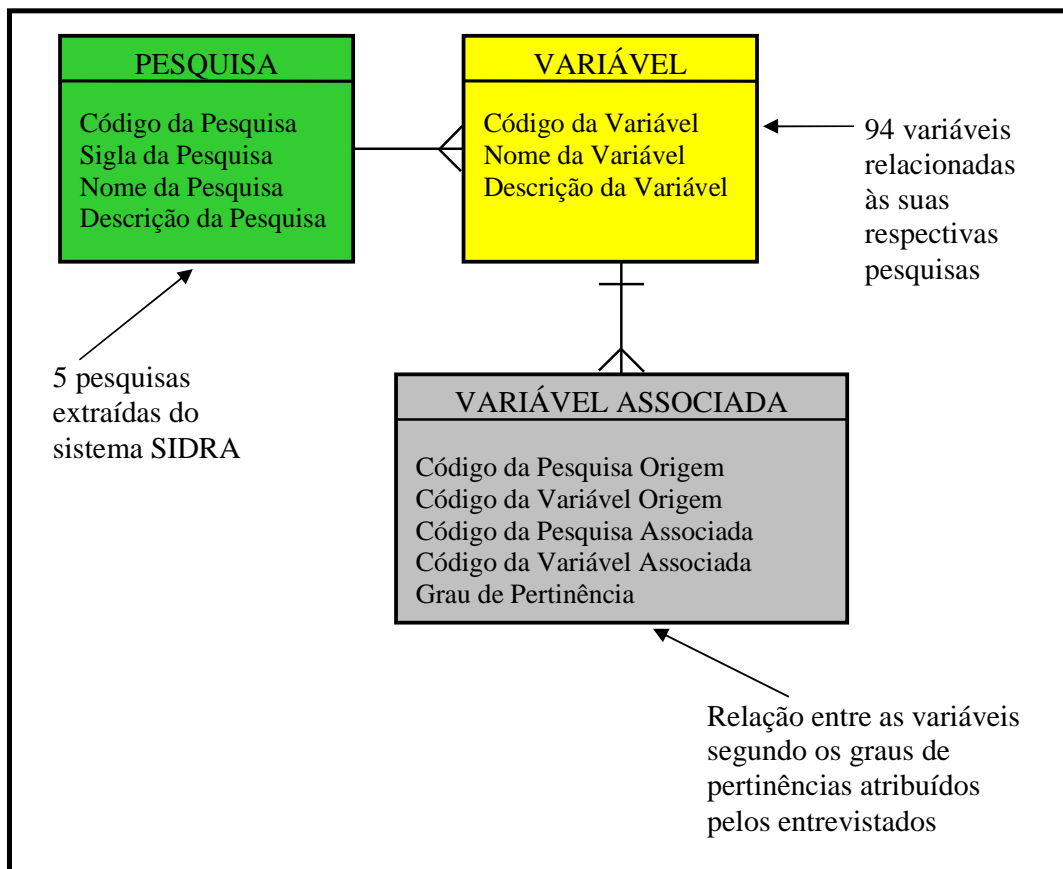 PESQUISA
Código da Pesquisa
Sigla da Pesquisa
Nome da Pesquisa
Descrição da Pesquisa
VARIÁVEL
Código da Variável
Nome da Variável
Descrição da Variável
94 variáveis
relacionadas
às suas
respectivas
pesquisas
5 pesquisas
extraídas do
sistema SIDRA
VARIÁVEL ASSOCIADA
Código da Pesquisa Origem
Código da Variável Origem
Código da Pesquisa Associada
Código da Variável Associada
Grau de Pertinência
Relação entre as variáveis
segundo os graus de
pertinências atribuídos
pelos entrevistados